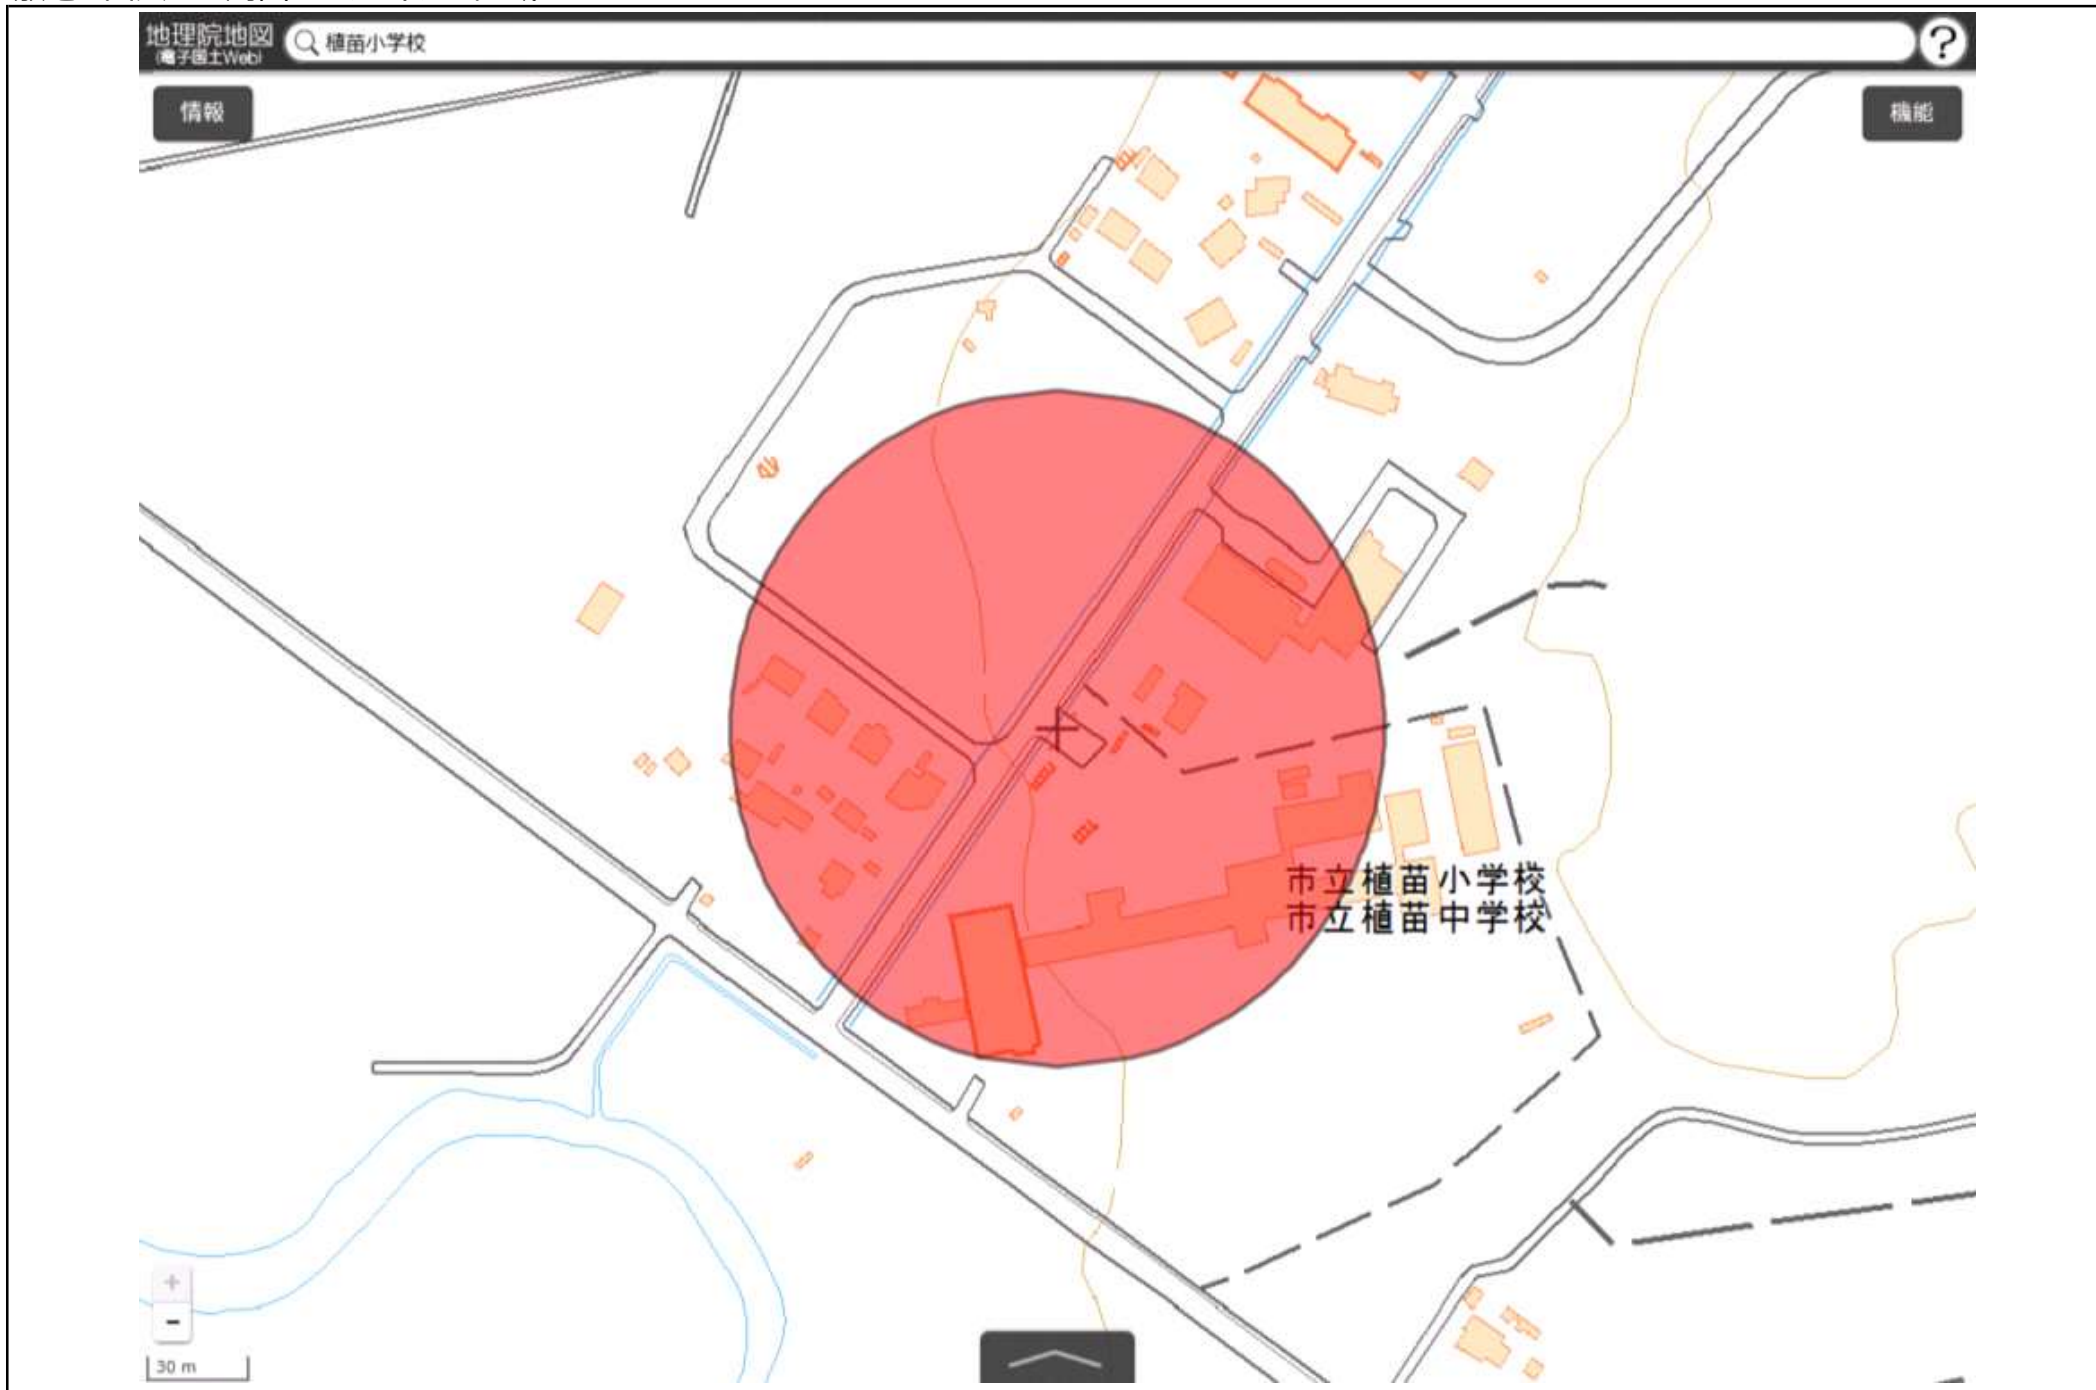 地理院地図
(電子国土Web)
植苗小学校
?
情報
機能
市立植苗小学校
市立植苗中学校
+
-
30 m